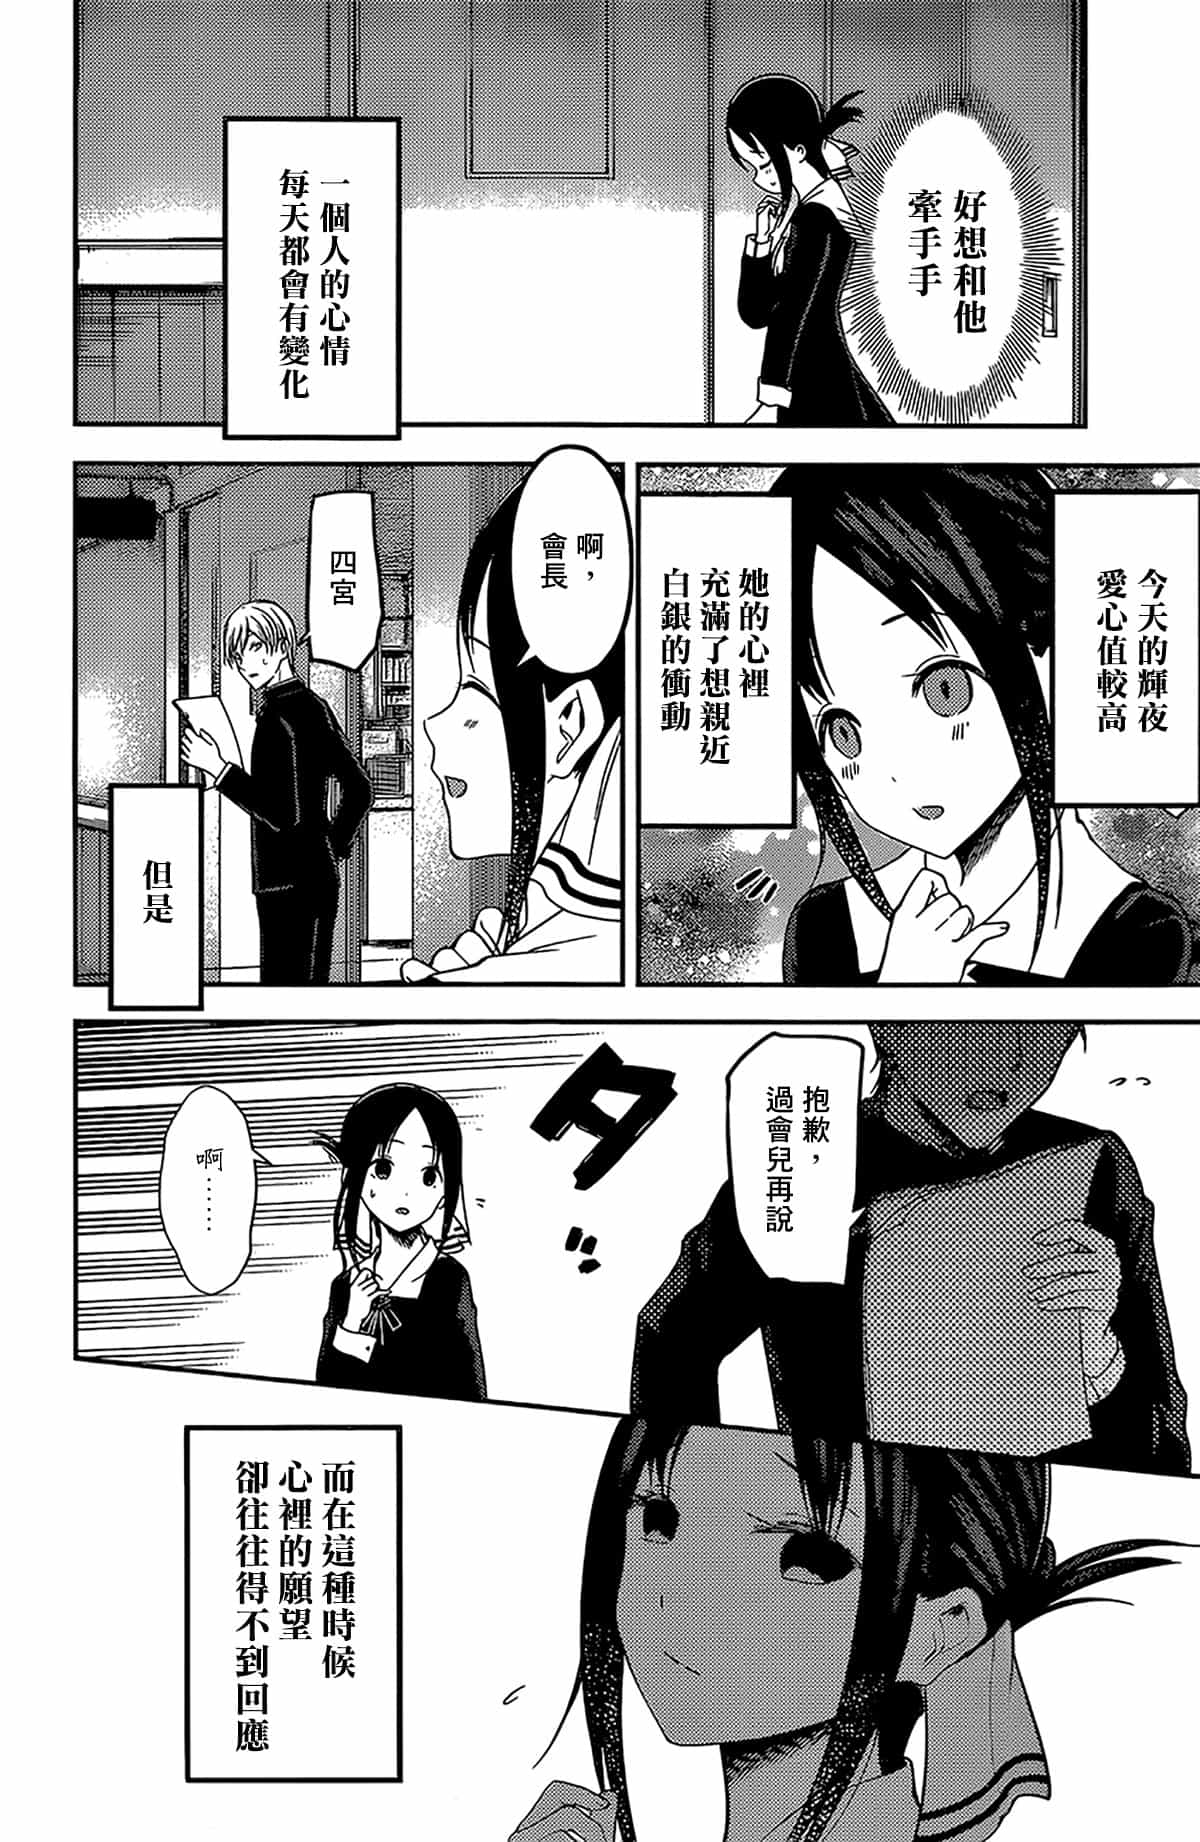 好想和他
牽手手
一個人的心情
每天都會有變化
今天的輝夜
愛心值較高
她的心裡
充滿了想親近
白銀的衝動
啊，
會長
四宮
但是
抱歉，
過會兒再說
啊……
而在這種時候
心裡的願望
卻往往得不到回應